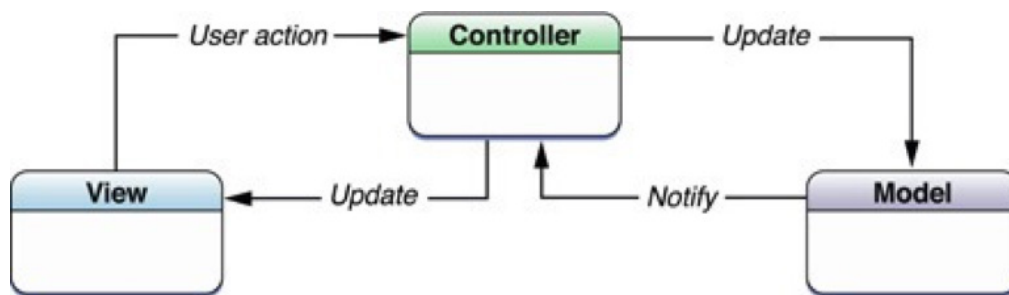 User action
Controller
Update
View
Update
Notify
Model